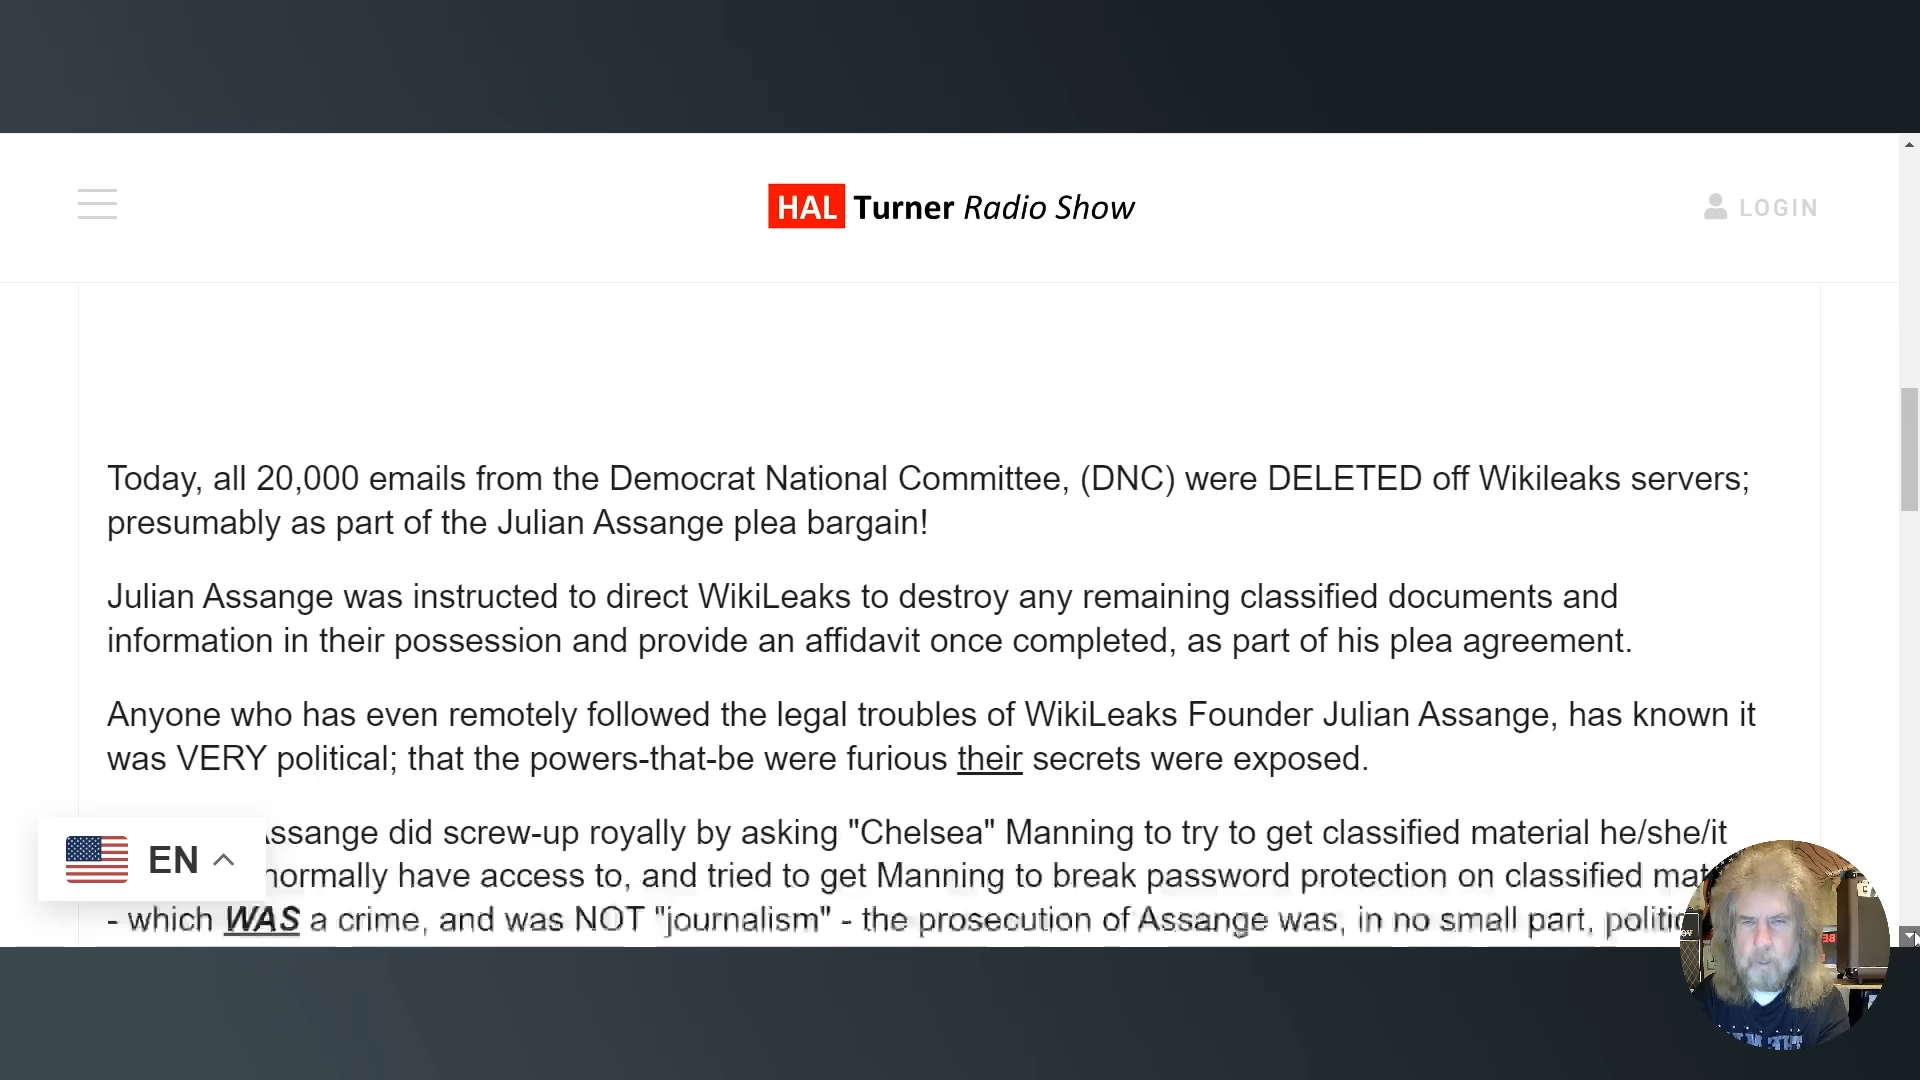 HAL Turner Radio Show
LOGIN
Today, all 20,000 emails from the Democrat National Committee, (DNC) were DELETED off Wikileaks servers;
presumably as part of the Julian Assange plea bargain!
Julian Assange was instructed to direct WikiLeaks to destroy any remaining classified documents and
information in their possession and provide an affidavit once completed, as part of his plea agreement.
Anyone who has even remotely followed the legal troubles of WikiLeaks Founder Julian Assange, has known it
was VERY political; that the powers-that-be were furious their secrets were exposed.
ssange did screw-up royally by asking "Chelsea" Manning to try to get classified material he/she/it
EN
normally have access to, and tried to get Manning to break password protection on classified mat
- which WAS a crime, and was NOT "journalism" - the prosecution of Assange was, in no small part, politic